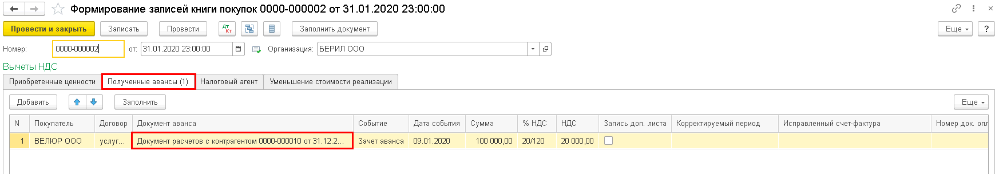 Формирование записей книги покупок 0000-000002 от 31.01.2020 23:00:00
Провести и закрыть Записать Провести Дт Кт Заполнить документ Еще ?
Номер: 0000-000002 от: 31.01.2020 23:00:00 Организация: БЕРИЛ ООО
Вычеты НДС
Приобретенные ценности Полученные авансы (1) Налоговый агент Уменьшение стоимости реализации
Добавить Заполнить Еще
N Покупатель Договор Документ аванса Событие Дата события Сумма % НДС НДС Запись доп. листа Корректируемый период Исправленный счет-фактура Номер док. опл
1 ВЕЛЮР ООО услуг... Документ расчетов с контрагентом 0000-000010 от 31.12.2... Зачет аванса 09.01.2020 100 000,00 20/120 20 000,00